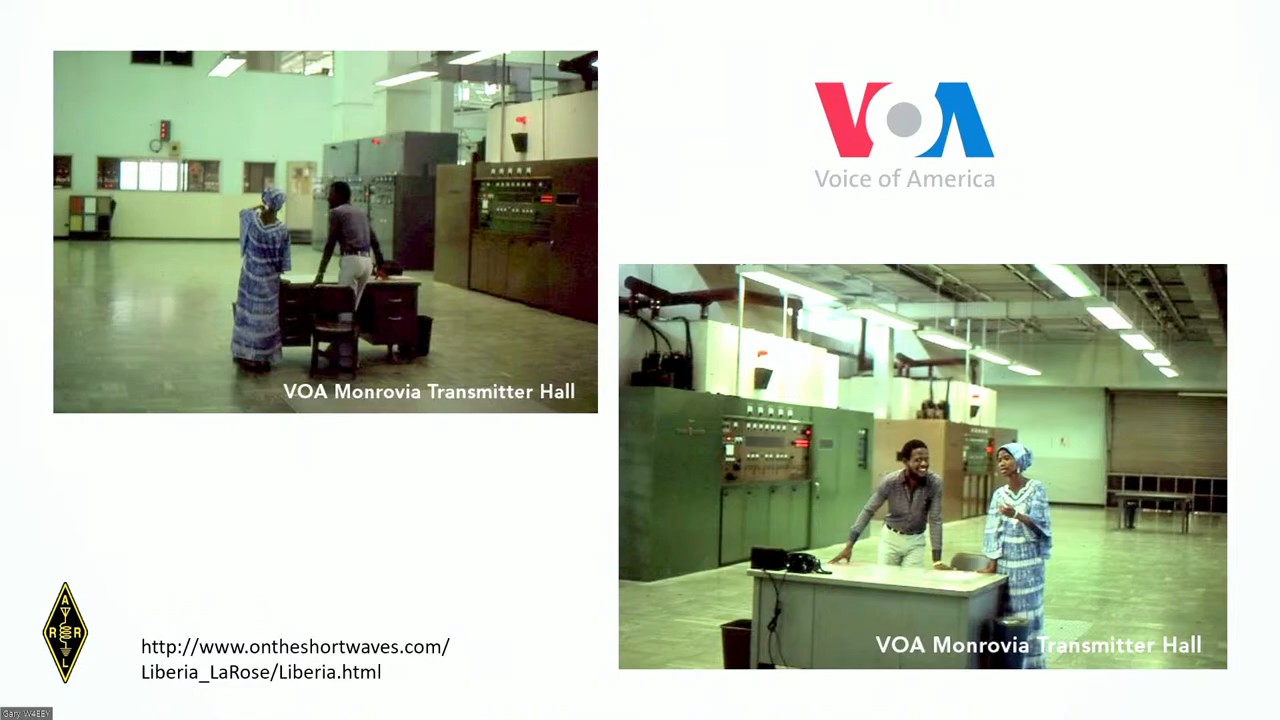 VOA
Voice of America
VOA Monrovia Transmitter Hall
VOA Monrovia Transmitter Hall
A
R R
L
http://www.ontheshortwaves.com/
Liberia_LaRose/Liberia.html
Gary W4EEY